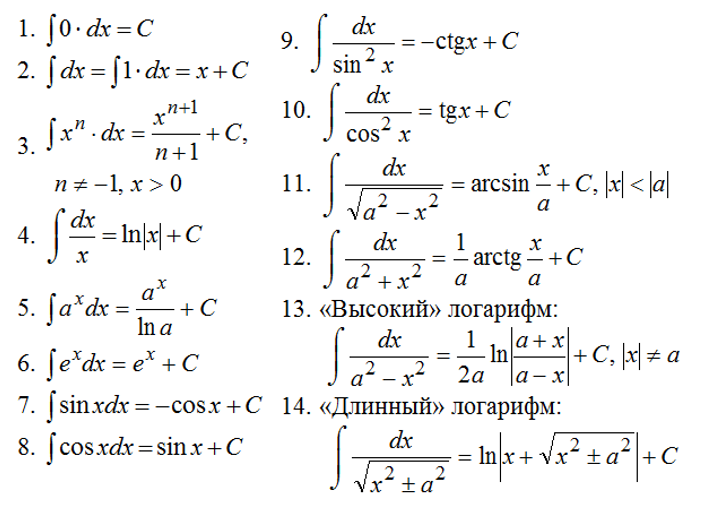 1. ∫0·dx = C
2. ∫dx = ∫1·dx = x + C
3. ∫xⁿ·dx = xⁿ⁺¹/(n+1) + C,
n ≠ −1, x > 0
4. ∫dx/x = ln|x| + C
5. ∫aˣdx = aˣ/ln a + C
6. ∫eˣdx = eˣ + C
7. ∫sin xdx = −cos x + C
8. ∫cos xdx = sin x + C
9. ∫dx/sin² x = −ctgx + C
10. ∫dx/cos² x = tgx + C
11. ∫dx/√(a² − x²) = arcsin x/a + C, |x| < |a|
12. ∫dx/(a² + x²) = 1/a arctg x/a + C
13. «Высокий» логарифм:
∫dx/(a² − x²) = 1/2a ln|(a + x)/(a − x)| + C, |x| ≠ a
14. «Длинный» логарифм:
∫dx/√(x² ± a²) = ln|x + √(x² ± a²)| + C